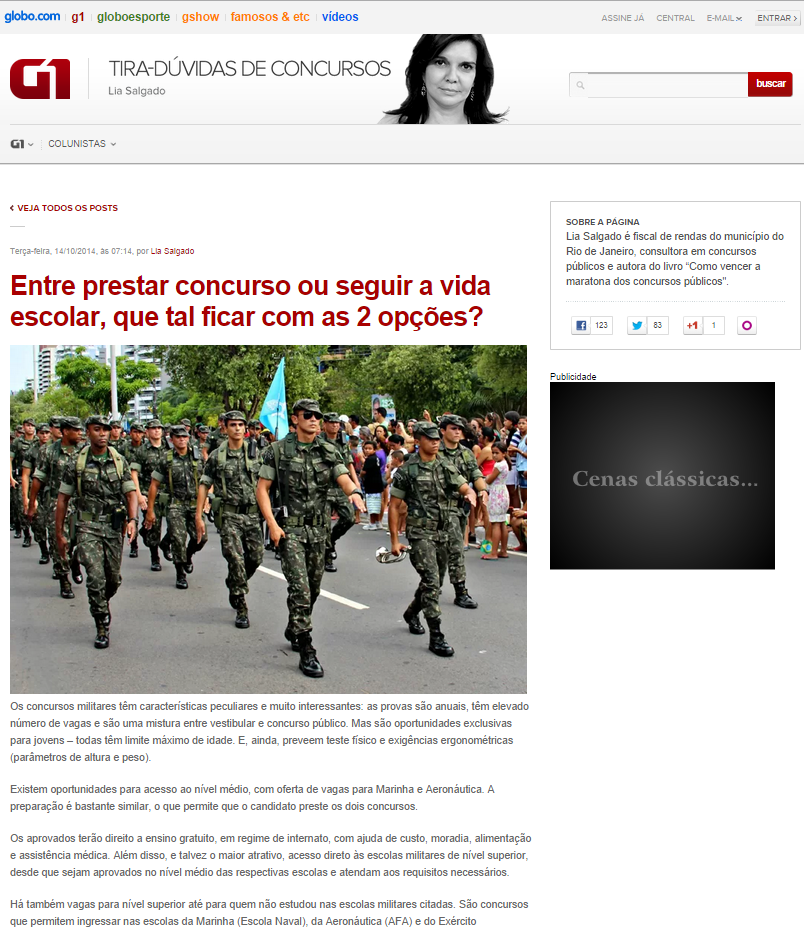 globo.com g1 globoesporte gshow famosos & etc vídeos
ASSINE JÁ CENTRAL E-MAIL ENTRAR
G1
TIRA-DÚVIDAS DE CONCURSOS
Lia Salgado
buscar
G1 COLUNISTAS
VEJA TODOS OS POSTS
Terça-feira, 14/10/2014, às 07:14, por Lia Salgado
Entre prestar concurso ou seguir a vida
escolar, que tal ficar com as 2 opções?
Os concursos militares têm características peculiares e muito interessantes: as provas são anuais, têm elevado
número de vagas e são uma mistura entre vestibular e concurso público. Mas são oportunidades exclusivas
para jovens – todas têm limite máximo de idade. E, ainda, preveem teste físico e exigências ergonométricas
(parâmetros de altura e peso).
Existem oportunidades para acesso ao nível médio, com oferta de vagas para Marinha e Aeronáutica. A
preparação é bastante similar, o que permite que o candidato preste os dois concursos.
Os aprovados terão direito a ensino gratuito, em regime de internato, com ajuda de custo, moradia, alimentação
e assistência médica. Além disso, e talvez o maior atrativo, acesso direto às escolas militares de nível superior,
desde que sejam aprovados no nível médio das respectivas escolas e atendam aos requisitos necessários.
Há também vagas para nível superior até para quem não estudou nas escolas militares citadas. São concursos
que permitem ingressar nas escolas da Marinha (Escola Naval), da Aeronáutica (AFA) e do Exército
SOBRE A PÁGINA
Lia Salgado é fiscal de rendas do município do
Rio de Janeiro, consultora em concursos
públicos e autora do livro "Como vencer a
maratona dos concursos públicos".
123 83 +1 1
Publicidade
Cenas clássicas...